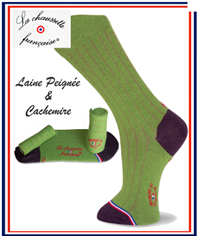 La chaussette
française
Laine Peignée
&
Cachemire